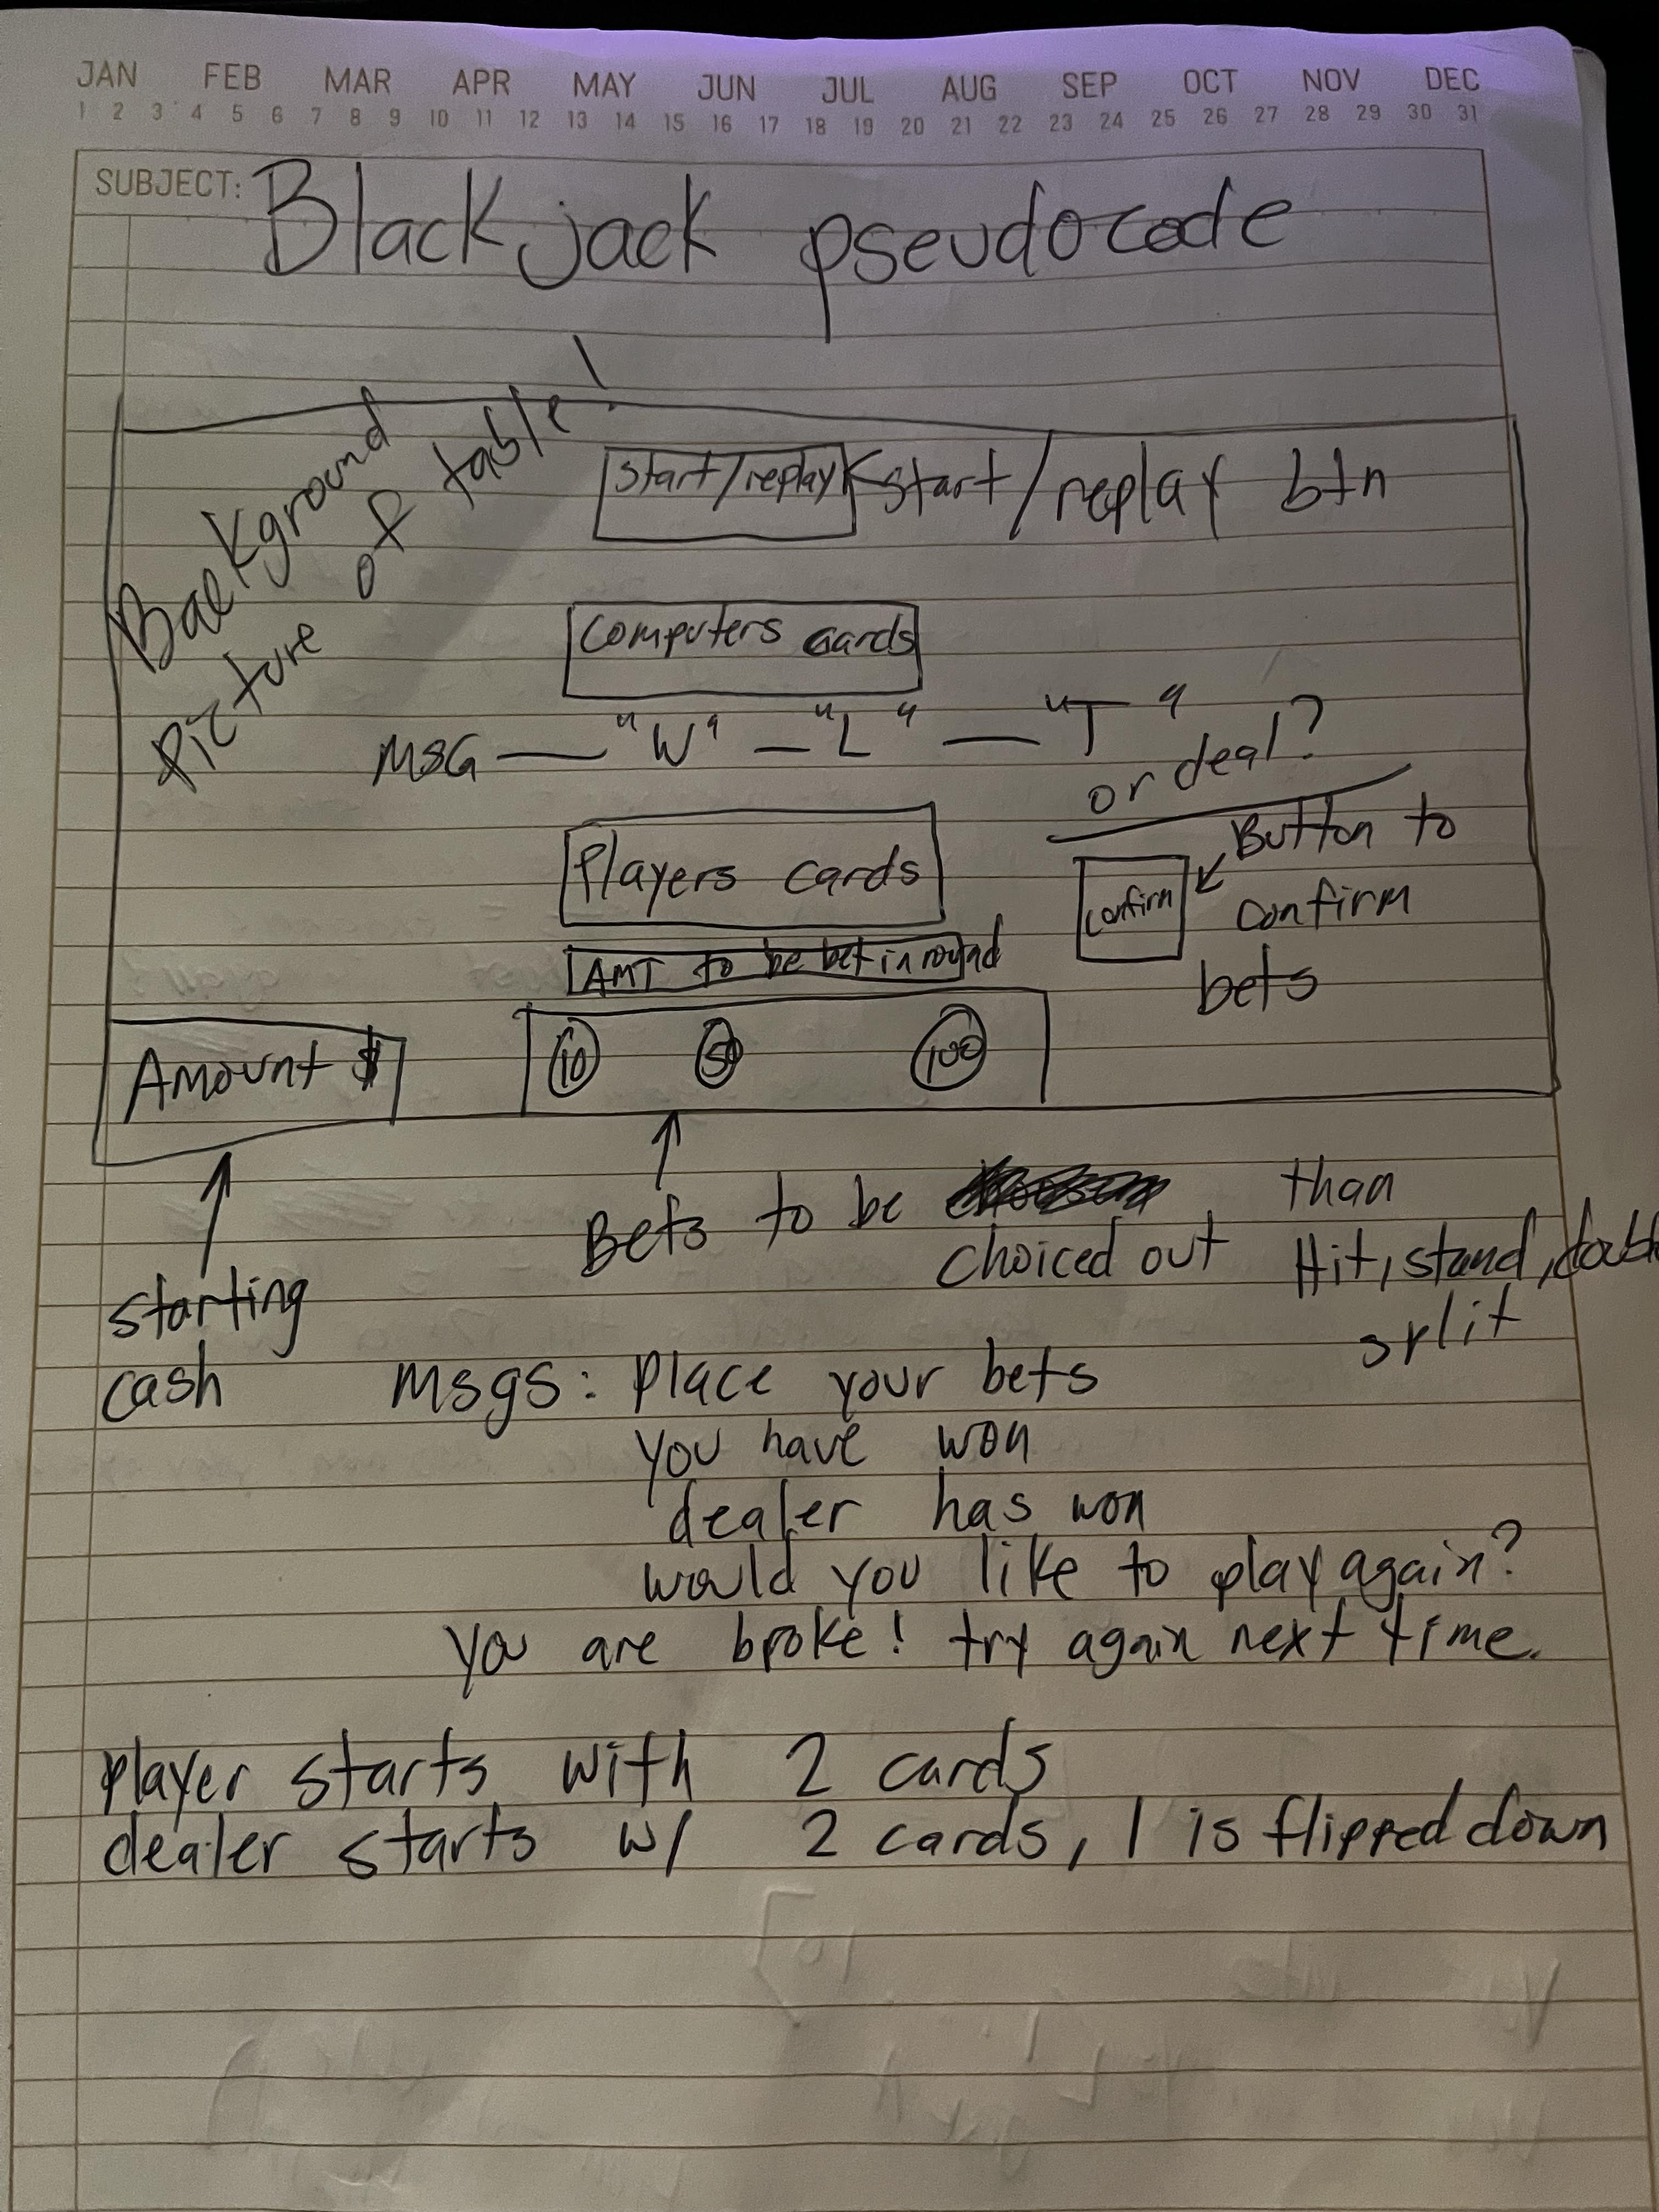 JAN FEB MAR APR MAY JUN JUL AUG SEP OCT NOV DEC
1 2 3 4 5 6 7 8 9 10 11 12 13 14 15 16 17 18 19 20 21 22 23 24 25 26 27 28 29 30 31
SUBJECT: Blackjack pseudocode
Background
picture of table!
start/replay
start/replay btn
Computers cards
MSG — "W" — "L" — "T"
or deal?
Players cards
confirm
Button to
confirm
bets
AMT to be bet in round
Amount $
10 50 100
starting
cash
Bets to be
choiced out
than
Hit, stand, double
split
Msgs: Place your bets
you have won
dealer has won
would you like to play again?
you are broke! try again next time.
player starts with 2 cards
dealer starts w/ 2 cards, 1 is flipped down